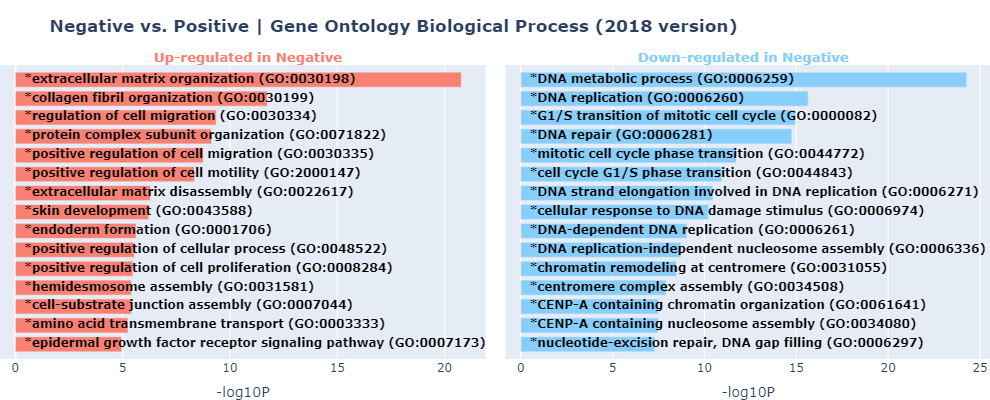 Negative vs. Positive | Gene Ontology Biological Process (2018 version)
Up-regulated in Negative
*extracellular matrix organization (GO:0030198)
*collagen fibril organization (GO:0030199)
*regulation of cell migration (GO:0030334)
*protein complex subunit organization (GO:0071822)
*positive regulation of cell migration (GO:0030335)
*positive regulation of cell motility (GO:2000147)
*extracellular matrix disassembly (GO:0022617)
*skin development (GO:0043588)
*endoderm formation (GO:0001706)
*positive regulation of cellular process (GO:0048522)
*positive regulation of cell proliferation (GO:0008284)
*hemidesmosome assembly (GO:0031581)
*cell-substrate junction assembly (GO:0007044)
*amino acid transmembrane transport (GO:0003333)
*epidermal growth factor receptor signaling pathway (GO:0007173)
0 5 10 15 20
-log10P
Down-regulated in Negative
*DNA metabolic process (GO:0006259)
*DNA replication (GO:0006260)
*G1/S transition of mitotic cell cycle (GO:0000082)
*DNA repair (GO:0006281)
*mitotic cell cycle phase transition (GO:0044772)
*cell cycle G1/S phase transition (GO:0044843)
*DNA strand elongation involved in DNA replication (GO:0006271)
*cellular response to DNA damage stimulus (GO:0006974)
*DNA-dependent DNA replication (GO:0006261)
*DNA replication-independent nucleosome assembly (GO:0006336)
*chromatin remodeling at centromere (GO:0031055)
*centromere complex assembly (GO:0034508)
*CENP-A containing chromatin organization (GO:0061641)
*CENP-A containing nucleosome assembly (GO:0034080)
*nucleotide-excision repair, DNA gap filling (GO:0006297)
0 5 10 15 20 25
-log10P